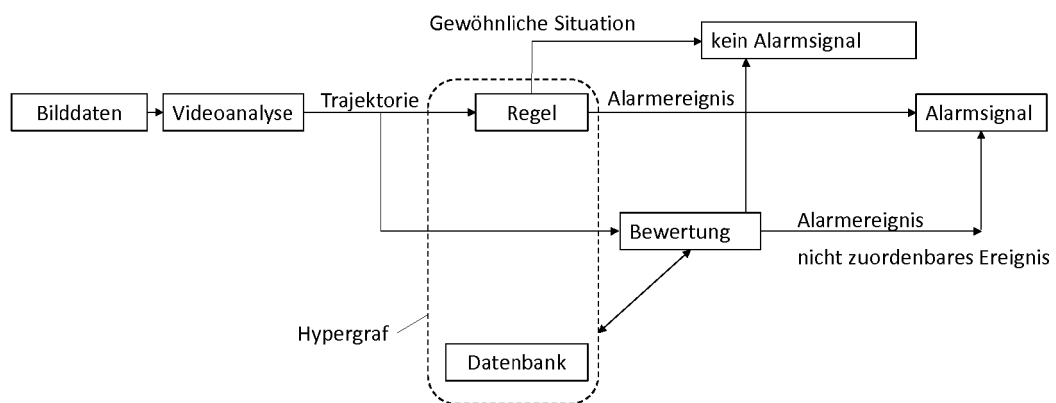 Gewöhnliche Situation
kein Alarmsignal
Trajektorie
Alarmereignis
Bilddaten
Videoanalyse
Regel
Alarmsignal
Bewertung
Alarmereignis
nicht zuordenbares Ereignis
Hypergraf
Datenbank